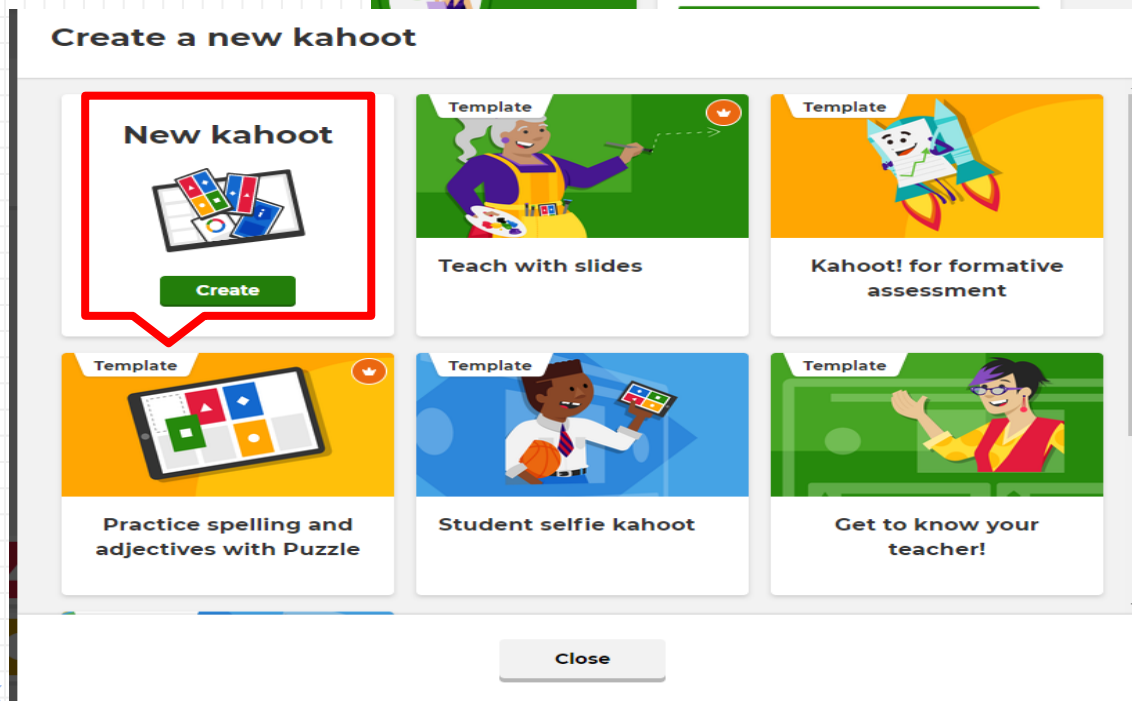 Create a new kahoot
New kahoot
Create
Template
Teach with slides
Template
Kahoot! for formative
assessment
Template
Practice spelling and
adjectives with Puzzle
Template
Student selfie kahoot
Template
Get to know your
teacher!
Close